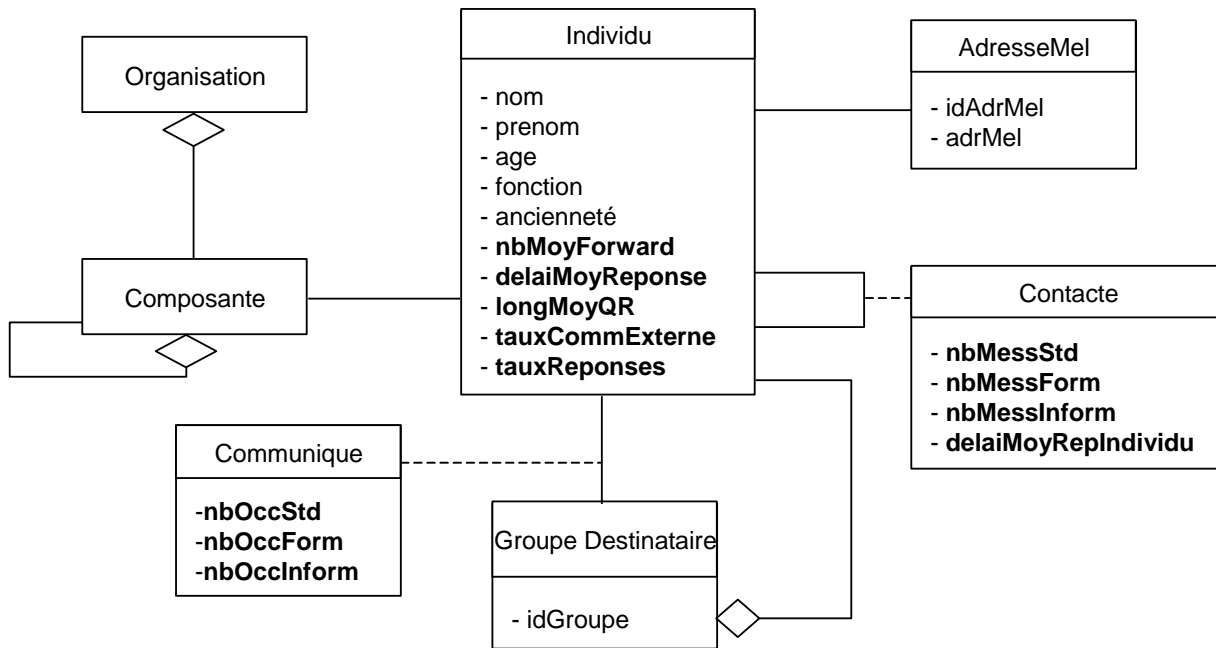 Organisation
Individu
- nom
- prenom
- age
- fonction
- ancienneté
- nbMoyForward
- delaiMoyReponse
- longMoyQR
- tauxCommExterne
- tauxReponses
AdresseMel
- idAdrMel
- adrMel
Composante
Contacte
- nbMessStd
- nbMessForm
- nbMessInform
- delaiMoyRepIndividu
Communique
-nbOccStd
-nbOccForm
-nbOccInform
Groupe Destinataire
- idGroupe